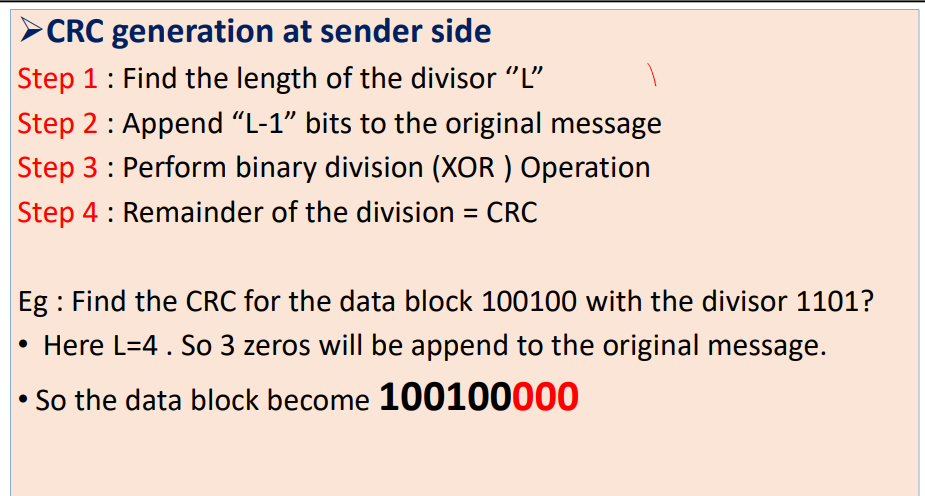 ➢CRC generation at sender side
Step 1 : Find the length of the divisor ‘’L”
Step 2 : Append “L-1” bits to the original message
Step 3 : Perform binary division (XOR ) Operation
Step 4 : Remainder of the division = CRC
Eg : Find the CRC for the data block 100100 with the divisor 1101?
• Here L=4 . So 3 zeros will be append to the original message.
• So the data block become 100100000